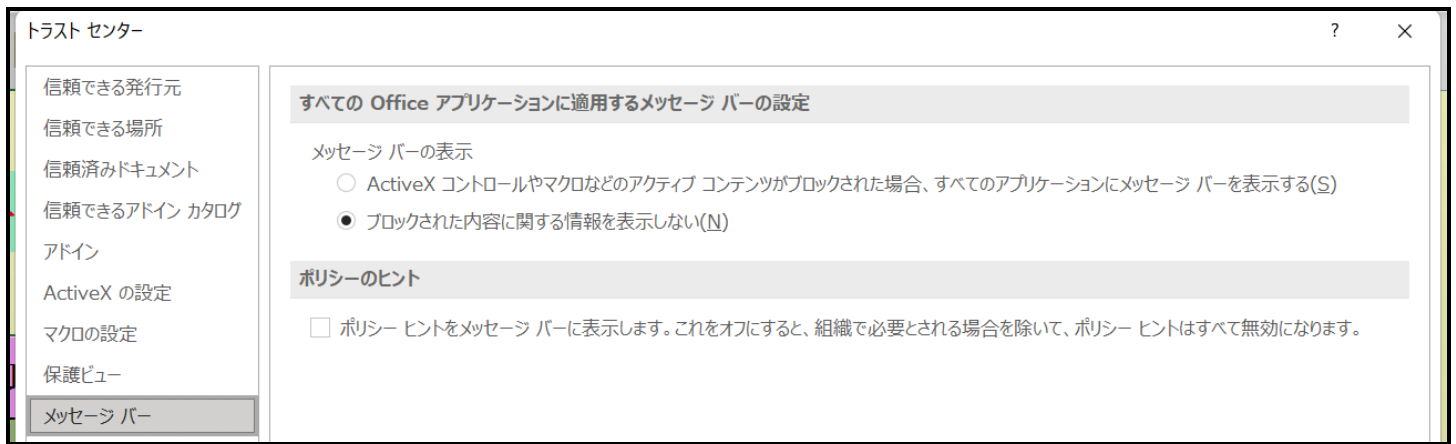 トラスト センター
?
×
信頼できる発行元
信頼できる場所
信頼済みドキュメント
信頼できるアドイン カタログ
アドイン
ActiveX の設定
マクロの設定
保護ビュー
メッセージ バー
すべての Office アプリケーションに適用するメッセージ バーの設定
メッセージ バーの表示
ActiveX コントロールやマクロなどのアクティブ コンテンツがブロックされた場合、すべてのアプリケーションにメッセージ バーを表示する(S)
ブロックされた内容に関する情報を表示しない(N)
ポリシーのヒント
ポリシー ヒントをメッセージ バーに表示します。これをオフにすると、組織で必要とされる場合を除いて、ポリシー ヒントはすべて無効になります。